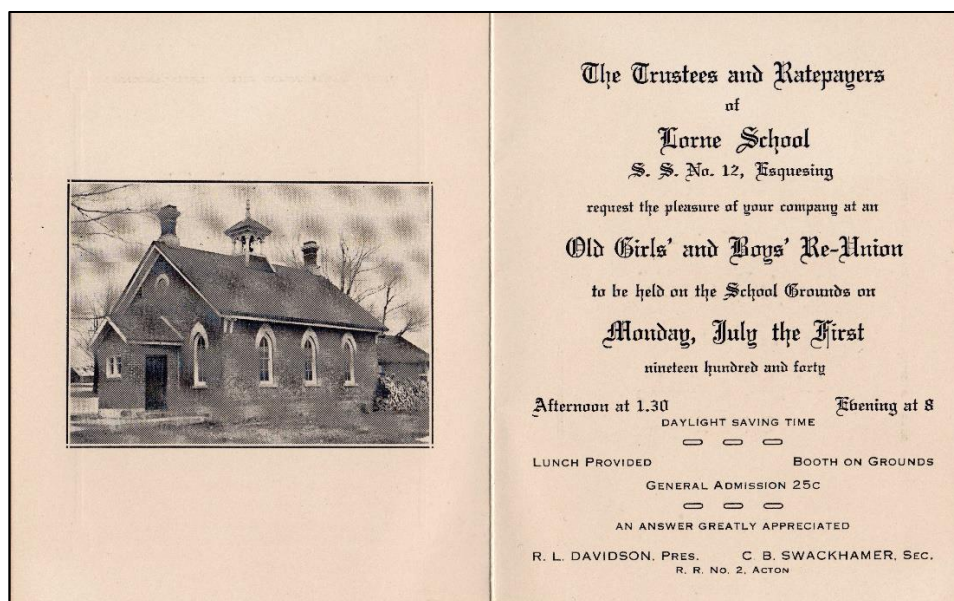 The Trustees and Ratepayers
of
Lorne School
S. S. No. 12, Esquesing
request the pleasure of your company at an
Old Girls' and Boys' Re-Union
to be held on the School Grounds on
Monday, July the First
nineteen hundred and forty
Afternoon at 1.30 Evening at 8
DAYLIGHT SAVING TIME
LUNCH PROVIDED BOOTH ON GROUNDS
GENERAL ADMISSION 25C
AN ANSWER GREATLY APPRECIATED
R. L. DAVIDSON, PRES. C B. SWACKHAMER, SEC.
R. R. NO. 2, ACTON